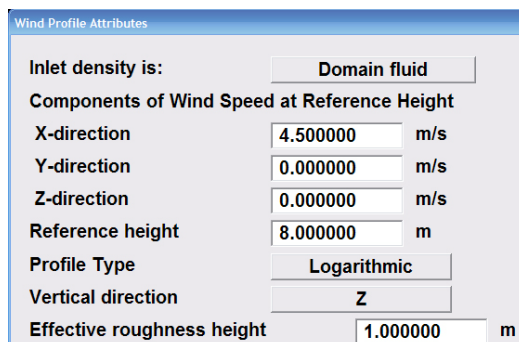 Wind Profile Attributes
Inlet density is: Domain fluid
Components of Wind Speed at Reference Height
X-direction 4.500000 m/s
Y-direction 0.000000 m/s
Z-direction 0.000000 m/s
Reference height 8.000000 m
Profile Type Logarithmic
Vertical direction Z
Effective roughness height 1.000000 m